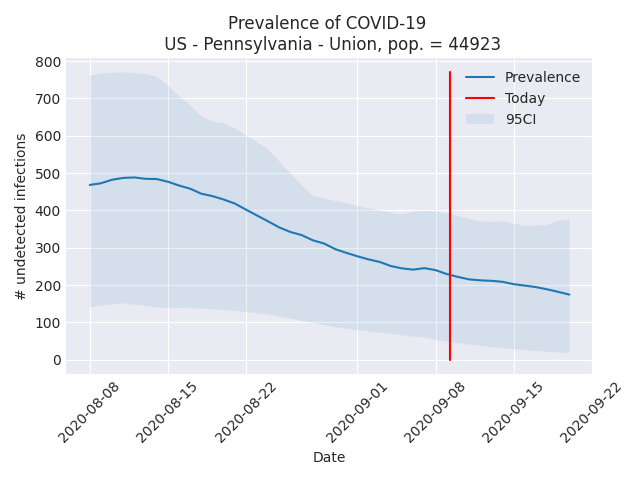 Prevalence of COVID-19
US - Pennsylvania - Union, pop. = 44923
# undetected infections
800
700
600
500
400
300
200
100
0
Prevalence
Today
95CI
2020-08-08
2020-08-15
2020-08-22
2020-09-01
2020-09-08
2020-09-15
2020-09-22
Date